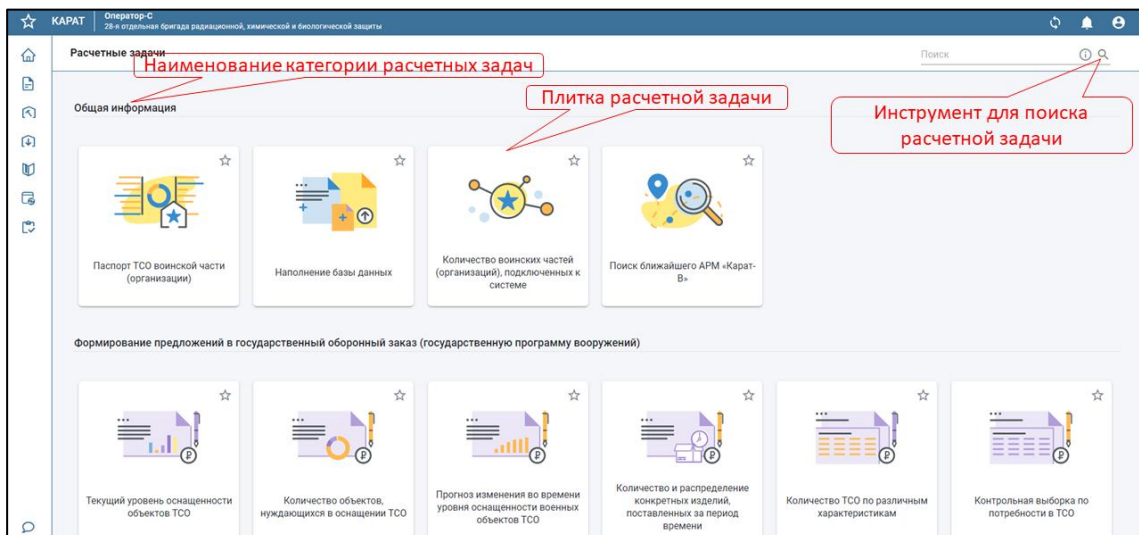 КАРАТ
Оператор-С
28-я отдельная бригада радиационной, химической и биологической защиты
Расчетные задачи
Поиск
Наименование категории расчетных задач
Общая информация
Плитка расчетной задачи
Инструмент для поиска
расчетной задачи
Паспорт ТСО воинской части
(организации)
Наполнение базы данных
Количество воинских частей
(организаций), подключенных к
системе
Поиск ближайшего АРМ «Карат-
В»
Формирование предложений в государственный оборонный заказ (государственную программу вооружений)
Текущий уровень оснащенности
объектов ТСО
Количество объектов,
нуждающихся в оснащении ТСО
Прогноз изменения во времени
уровня оснащенности военных
объектов ТСО
Количество и распределение
конкретных изделий,
поставленных за период
времени
Количество ТСО по различным
характеристикам
Контрольная выборка по
потребности в ТСО